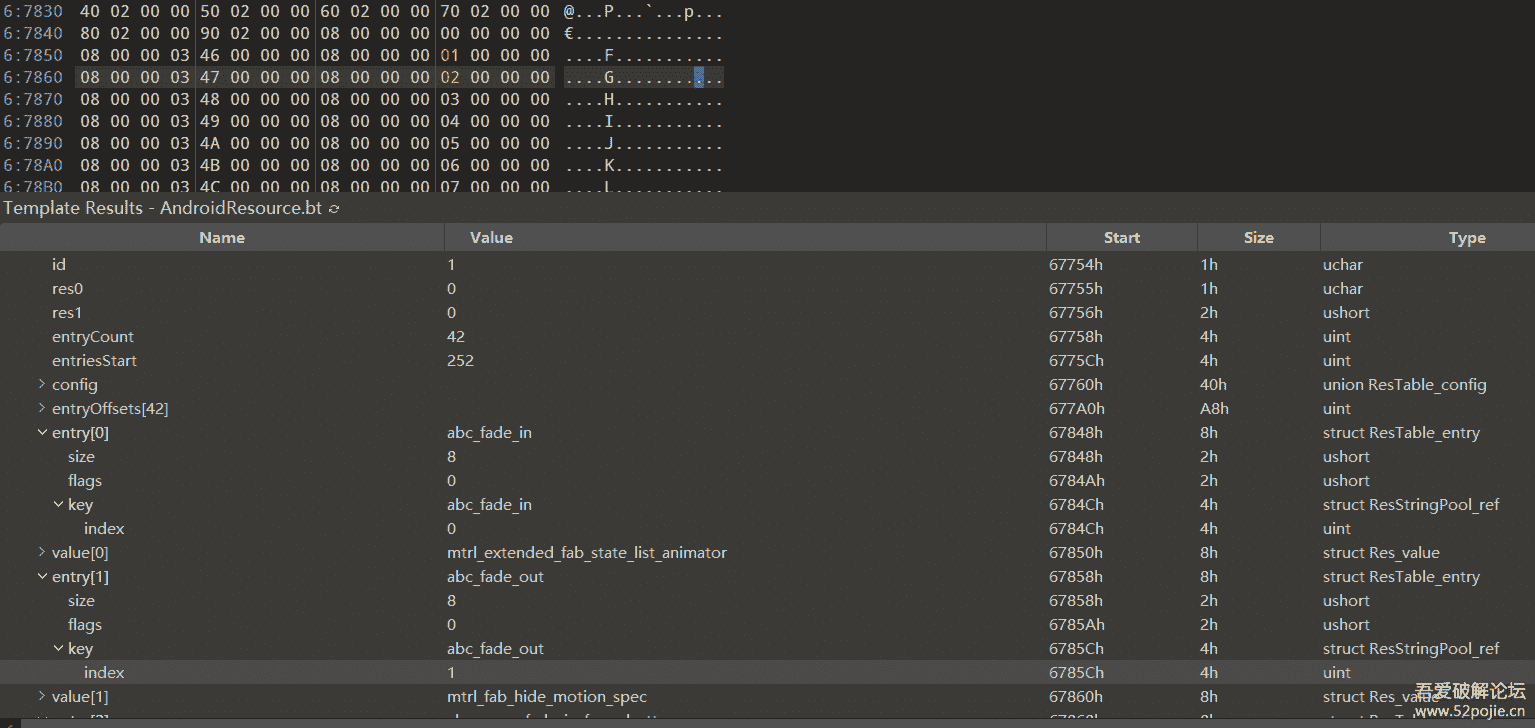 6:7830 40 02 00 00 50 02 00 00 60 02 00 00 70 02 00 00 @...P...`...p...
6:7840 80 02 00 00 90 02 00 00 08 00 00 00 00 00 00 00 €...............
6:7850 08 00 00 03 46 00 00 00 08 00 00 00 01 00 00 00 ....F...........
6:7860 08 00 00 03 47 00 00 00 08 00 00 00 02 00 00 00 ....G...........
6:7870 08 00 00 03 48 00 00 00 08 00 00 00 03 00 00 00 ....H...........
6:7880 08 00 00 03 49 00 00 00 08 00 00 00 04 00 00 00 ....I...........
6:7890 08 00 00 03 4A 00 00 00 08 00 00 00 05 00 00 00 ....J...........
6:78A0 08 00 00 03 4B 00 00 00 08 00 00 00 06 00 00 00 ....K...........
6:78B0 08 00 00 03 4C 00 00 00 08 00 00 00 07 00 00 00 ....L...........
Template Results - AndroidResource.bt
Name Value Start Size Type
id 1 67754h 1h uchar
res0 0 67755h 1h uchar
res1 0 67756h 2h ushort
entryCount 42 67758h 4h uint
entriesStart 252 6775Ch 4h uint
config 67760h 40h union ResTable_config
entryOffsets[42] 677A0h A8h uint
entry[0] abc_fade_in 67848h 8h struct ResTable_entry
size 8 67848h 2h ushort
flags 0 6784Ah 2h ushort
key abc_fade_in 6784Ch 4h struct ResStringPool_ref
index 0 6784Ch 4h uint
value[0] mtrl_extended_fab_state_list_animator 67850h 8h struct Res_value
entry[1] abc_fade_out 67858h 8h struct ResTable_entry
size 8 67858h 2h ushort
flags 0 6785Ah 2h ushort
key abc_fade_out 6785Ch 4h struct ResStringPool_ref
index 1 6785Ch 4h uint
value[1] mtrl_fab_hide_motion_spec 67860h 8h struct Res_value
吾爱破解论坛
www.52pojie.cn